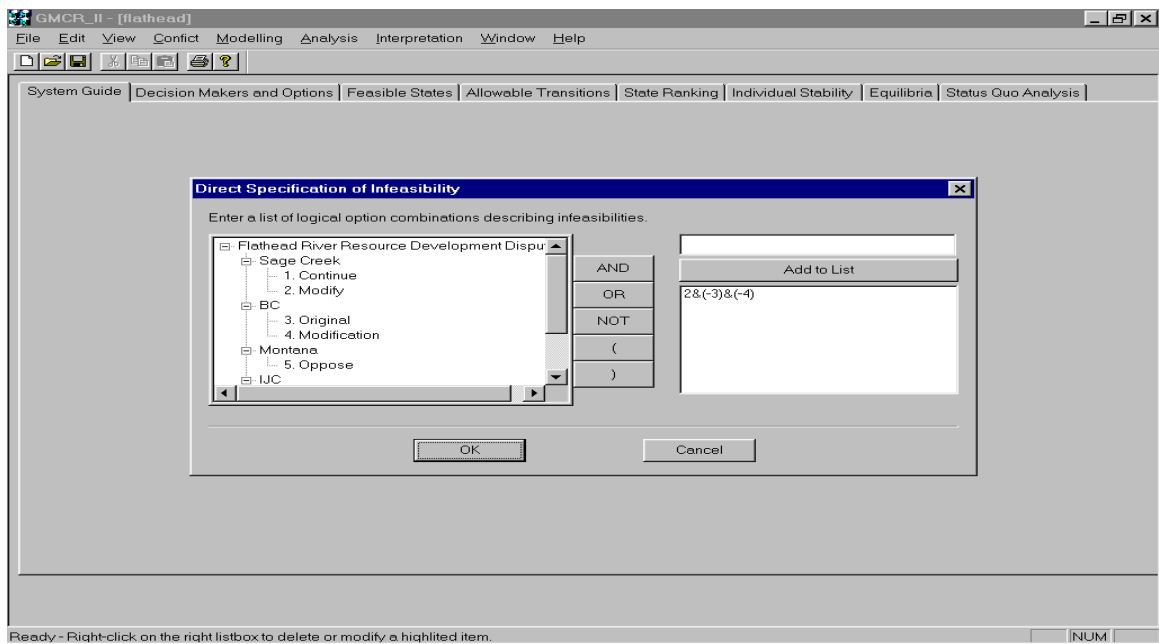 GMCR_II - [flathead]
File Edit View Confict Modelling Analysis Interpretation Window Help
System Guide Decision Makers and Options Feasible States Allowable Transitions State Ranking Individual Stability Equilibria Status Quo Analysis
Direct Specification of Infeasibility
Enter a list of logical option combinations describing infeasibilities.
Flathead River Resource Development Dispu
Sage Creek
1. Continue
2. Modify
BC
3. Original
4. Modification
Montana
5. Oppose
IJC
AND
OR
NOT
(
)
Add to List
2&(-3)&(-4)
OK Cancel
Ready - Right-click on the right listbox to delete or modify a highlited item. NUM